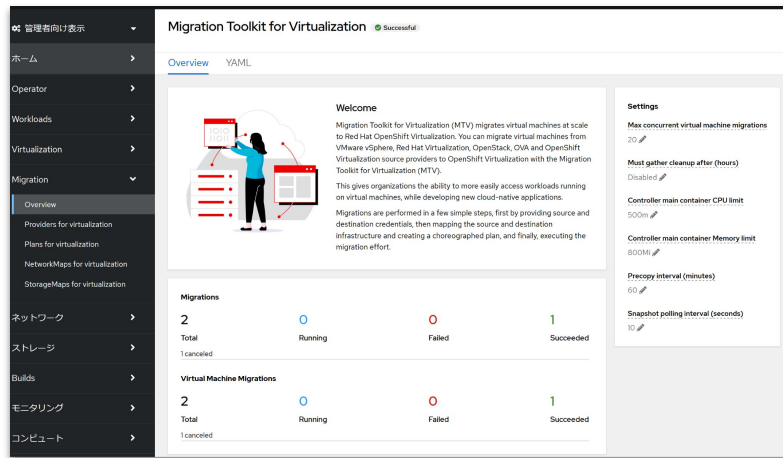 管理者向け表示
ホーム
Operator
Workloads
Virtualization
Migration
Overview
Providers for virtualization
Plans for virtualization
NetworkMaps for virtualization
StorageMaps for virtualization
ネットワーク
ストレージ
Builds
モニタリング
コンピュート
Migration Toolkit for Virtualization Successful
Overview YAML
Welcome
Migration Toolkit for Virtualization (MTV) migrates virtual machines at scale
to Red Hat OpenShift Virtualization. You can migrate virtual machines from
VMware vSphere, Red Hat Virtualization, OpenStack, OVA and OpenShift
Virtualization source providers to OpenShift Virtualization with the Migration
Toolkit for Virtualization (MTV).
This gives organizations the ability to more easily access workloads running
on virtual machines, while developing new cloud-native applications.
Migrations are performed in a few simple steps, first by providing source and
destination credentials, then mapping the source and destination
infrastructure and creating a choreographed plan, and finally, executing the
migration effort.
Migrations
2 0 0 1
Total Running Failed Succeeded
1 canceled
Virtual Machine Migrations
2 0 0 1
Total Running Failed Succeeded
1 canceled
Settings
Max concurrent virtual machine migrations
20
Must gather cleanup after (hours)
Disabled
Controller main container CPU limit
500m
Controller main container Memory limit
800Mi
Precopy interval (minutes)
60
Snapshot polling interval (seconds)
10